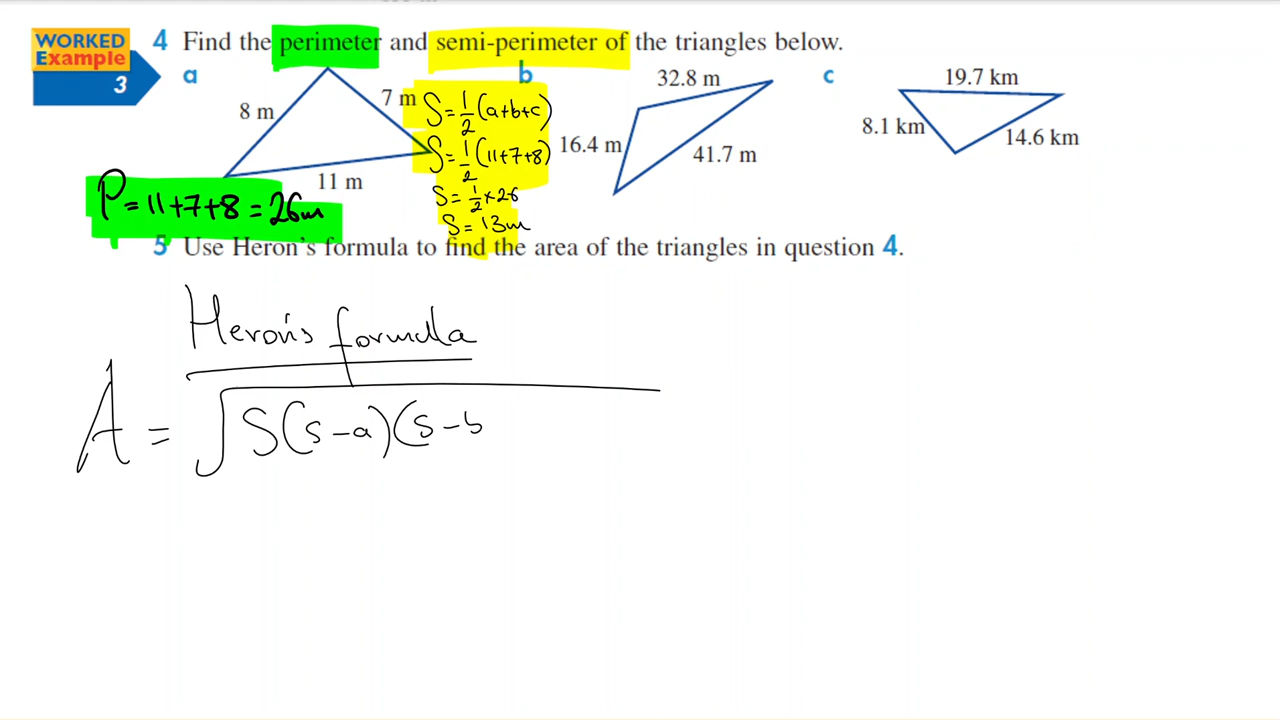 WORKED
Example
3
4 Find the perimeter and semi-perimeter of the triangles below.
a
8 m
7 m
11 m
P = 11+7+8 = 26m
S = 1/2 (a+b+c)
S = 1/2 (11+7+8)
S = 1/2 × 26
S = 13m
b
32.8 m
16.4 m
41.7 m
c
19.7 km
8.1 km
14.6 km
5 Use Heron's formula to find the area of the triangles in question 4.
Heron's formula
A = √S(S-a)(S-b